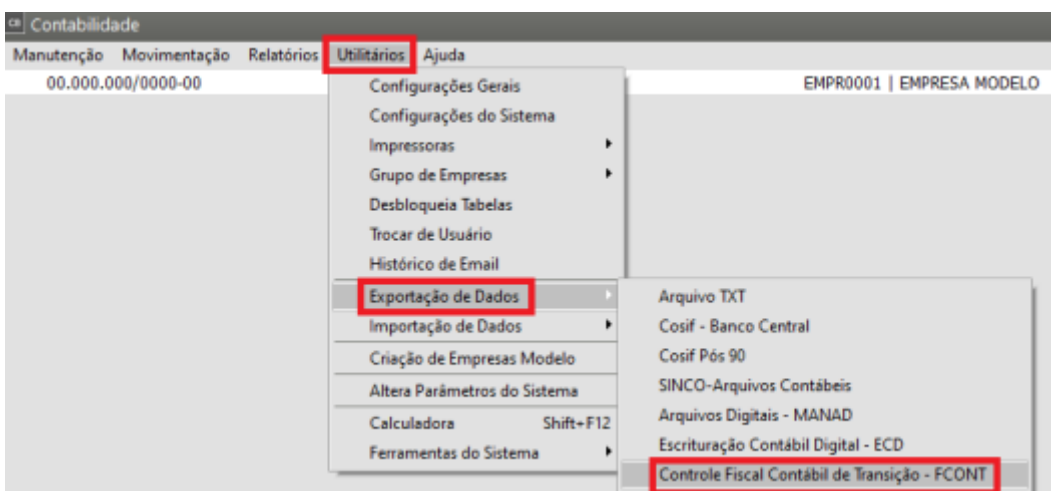 CB Contabilidade
Manutenção Movimentação Relatórios Utilitários Ajuda
00.000.000/0000-00 EMPR0001 | EMPRESA MODELO
Configurações Gerais
Configurações do Sistema
Impressoras
Grupo de Empresas
Desbloqueia Tabelas
Trocar de Usuário
Histórico de Email
Exportação de Dados
Importação de Dados
Criação de Empresas Modelo
Altera Parâmetros do Sistema
Calculadora Shift+F12
Ferramentas do Sistema
Arquivo TXT
Cosif - Banco Central
Cosif Pós 90
SINCO-Arquivos Contábeis
Arquivos Digitais - MANAD
Escrituração Contábil Digital - ECD
Controle Fiscal Contábil de Transição - FCONT